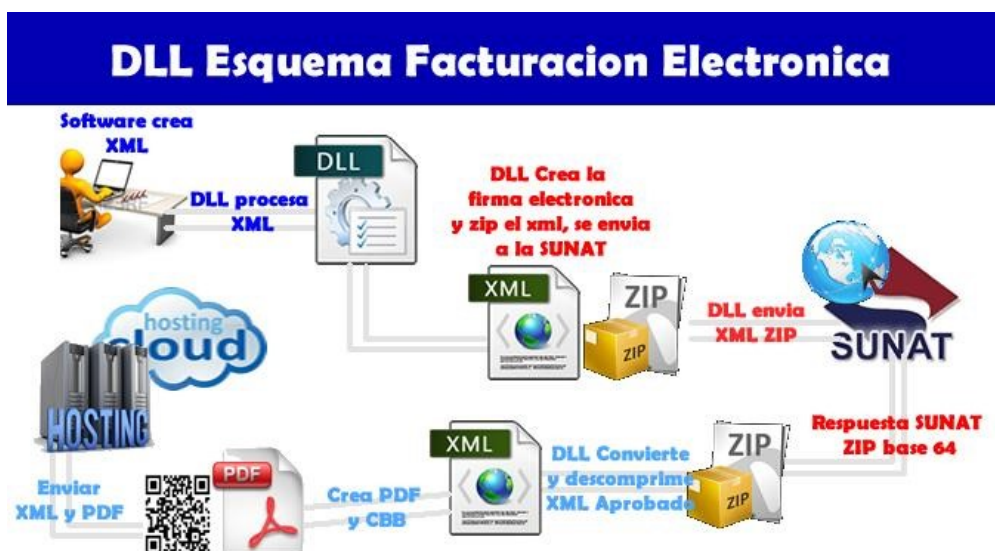 DLL Esquema Facturacion Electronica
Software crea
XML
DLL procesa
XML
DLL
DLL Crea la
firma electronica
y zip el xml, se envia
a la SUNAT
XML
ZIP
ZIP
DLL envia
XML ZIP
SUNAT
Respuesta SUNAT
ZIP base 64
ZIP
ZIP
DLL Convierte
y descomprime
XML Aprobado
XML
Crea PDF
y CBB
PDF
Enviar
XML y PDF
hosting
cloud
HOSTING